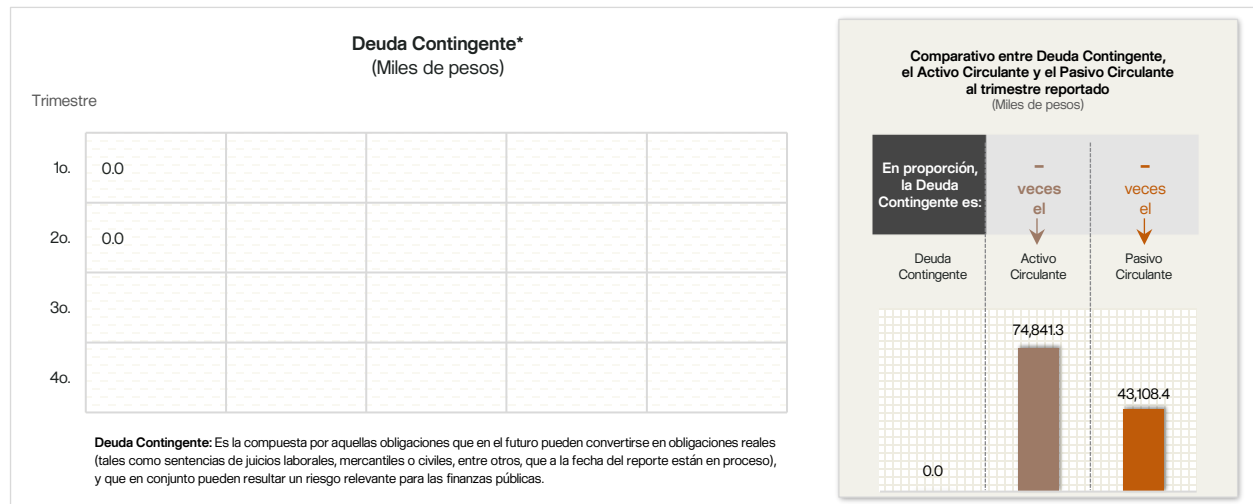 Deuda Contingente*
(Miles de pesos)
Trimestre
1o. 0.0
2o. 0.0
3o.
4o.
Deuda Contingente: Es la compuesta por aquellas obligaciones que en el futuro pueden convertirse en obligaciones reales
(tales como sentencias de juicios laborales, mercantiles o civiles, entre otros, que a la fecha del reporte están en proceso),
y que en conjunto pueden resultar un riesgo relevante para las finanzas públicas.
Comparativo entre Deuda Contingente,
el Activo Circulante y el Pasivo Circulante
al trimestre reportado
(Miles de pesos)
En proporción,
la Deuda
Contingente es:
–
veces
el
–
veces
el
Deuda
Contingente
Activo
Circulante
Pasivo
Circulante
74,841.3
43,108.4
0.0